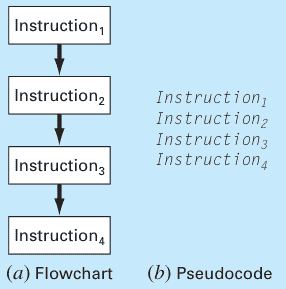 Instruction₁
Instruction₂
Instruction₃
Instruction₄
(a) Flowchart
Instruction₁
Instruction₂
Instruction₃
Instruction₄
(b) Pseudocode